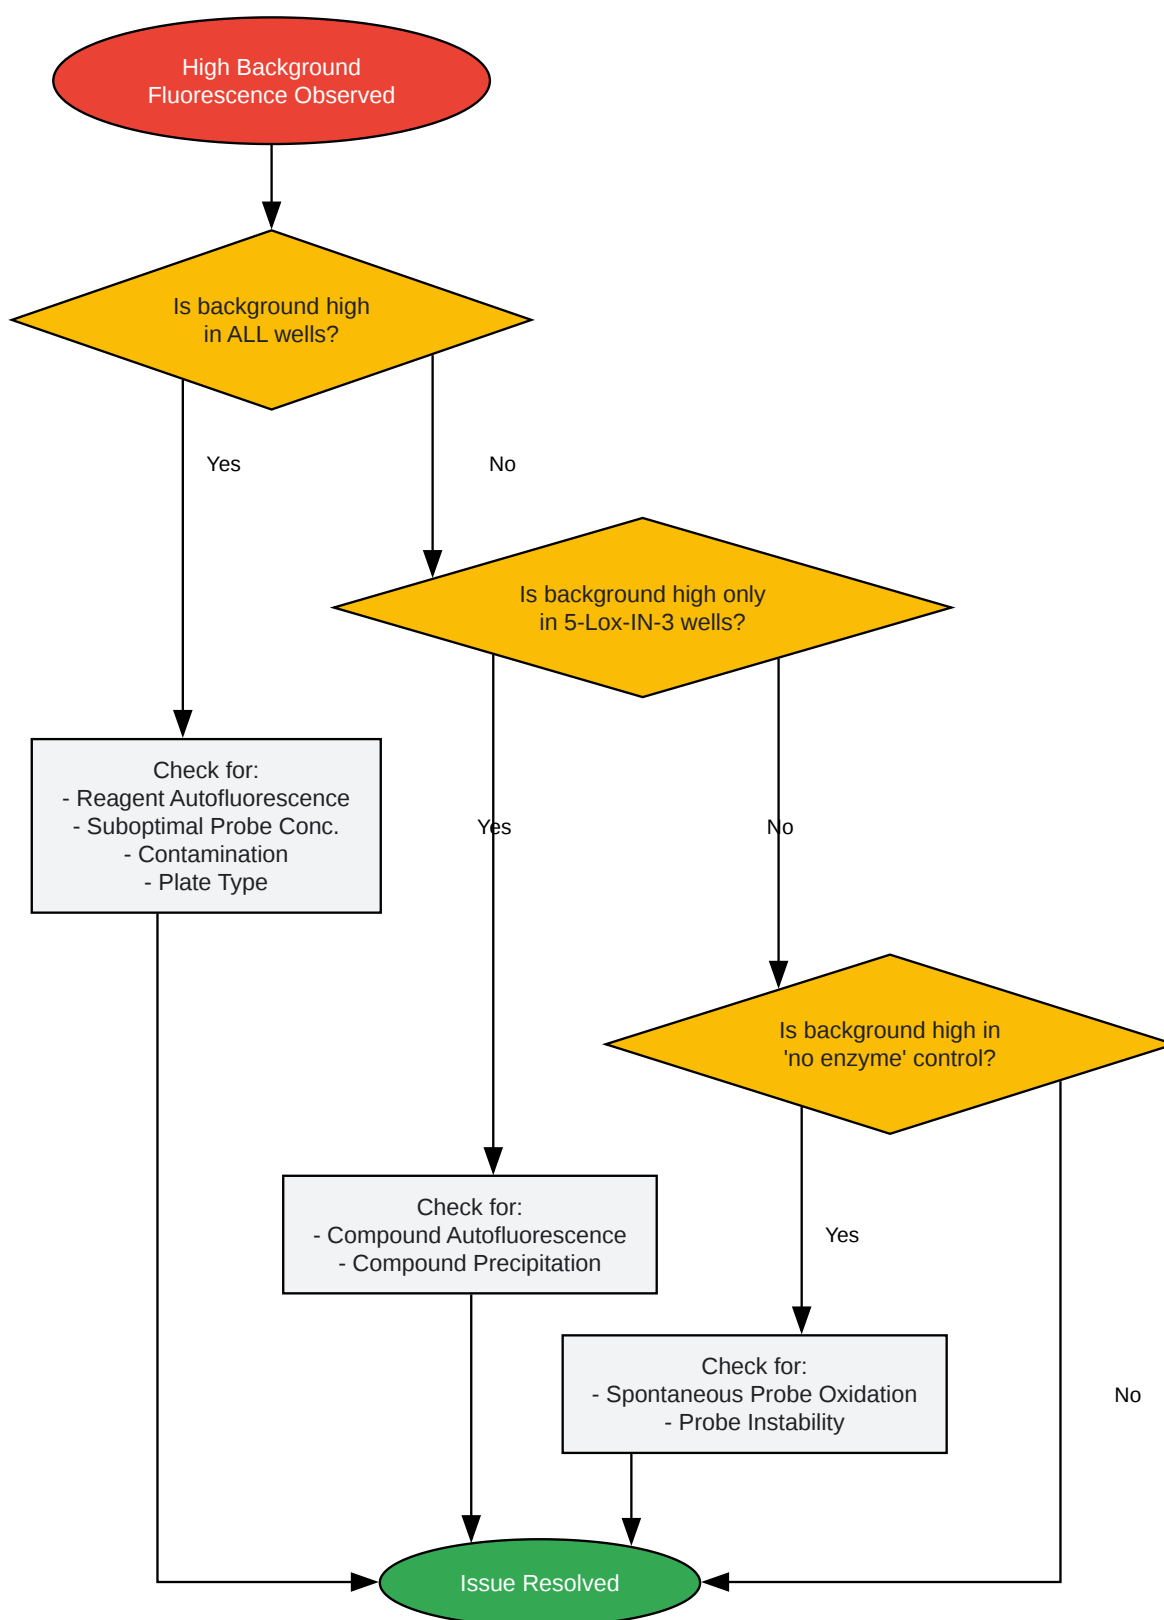 High Background
Fluorescence Observed
Is background high
in ALL wells?
Yes
No
Is background high only
in 5-Lox-IN-3 wells?
Check for:
- Reagent Autofluorescence
- Suboptimal Probe Conc.
- Contamination
- Plate Type
Yes
No
Is background high in
'no enzyme' control?
Check for:
- Compound Autofluorescence
- Compound Precipitation
Yes
Check for:
- Spontaneous Probe Oxidation
- Probe Instability
No
Issue Resolved